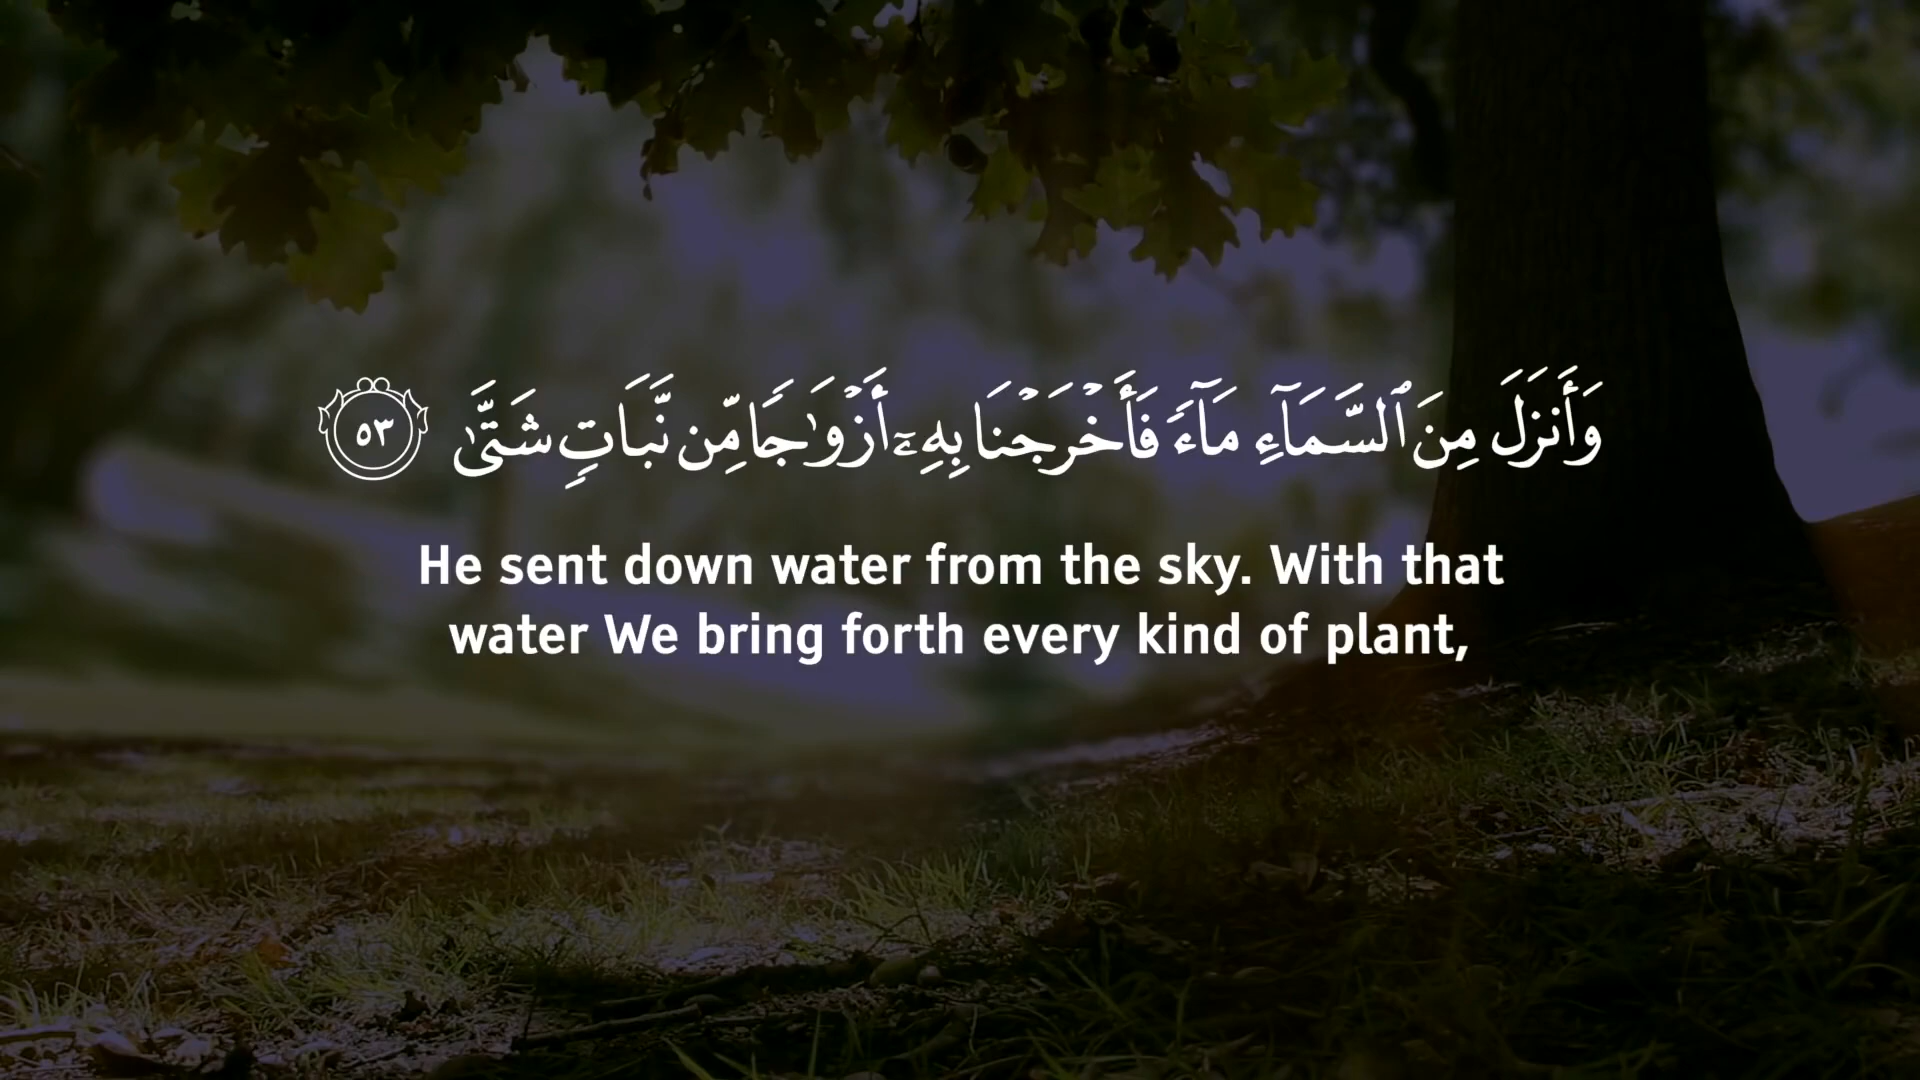 وَأَنزَلَ مِنَ ٱلسَّمَآءِ مَآءً فَأَخْرَجْنَا بِهِۦٓ أَزْوَٰجًا مِّن نَّبَاتٍ شَتَّىٰ ٥٣
He sent down water from the sky. With that
water We bring forth every kind of plant,